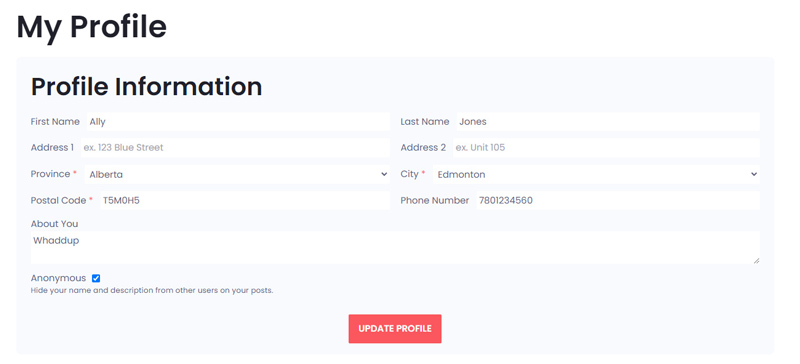 My Profile
Profile Information
First Name Ally Last Name Jones
Address 1 ex. 123 Blue Street Address 2 ex. Unit 105
Province * Alberta City * Edmonton
Postal Code * T5M0H5 Phone Number 7801234560
About You
Whaddup
Anonymous
Hide your name and description from other users on your posts.
UPDATE PROFILE